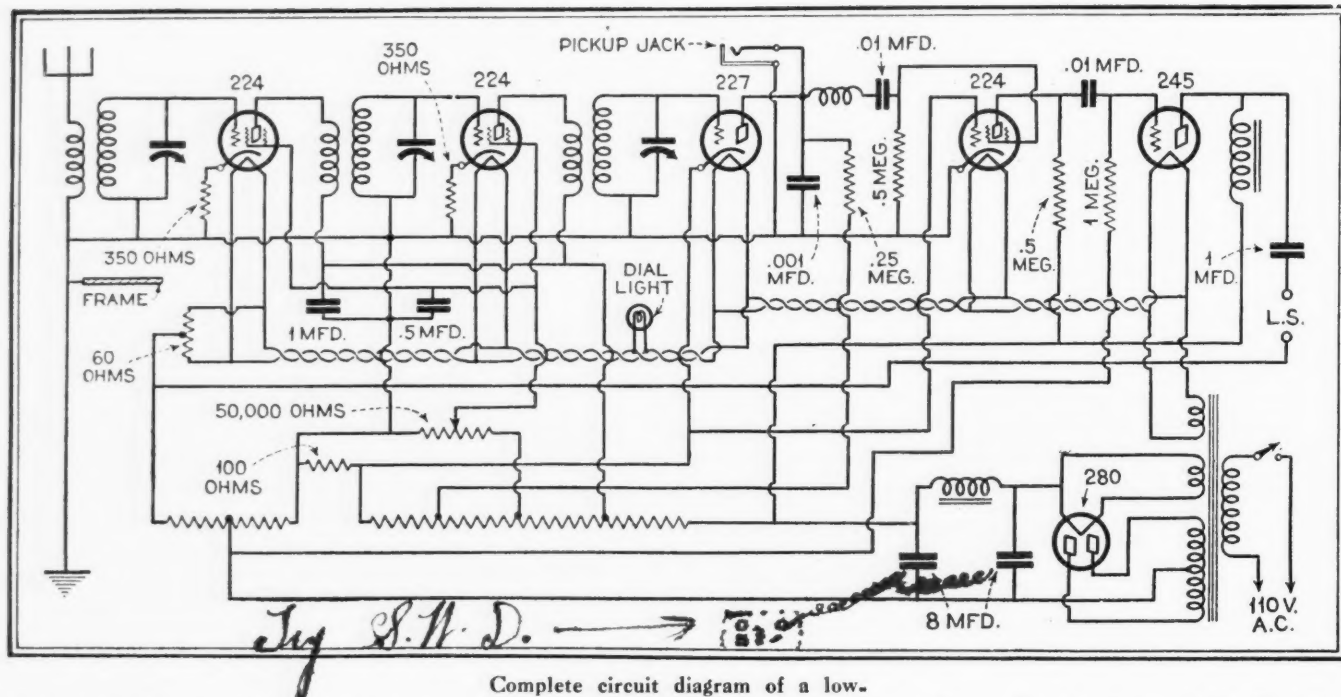 PICKUP JACK
.01 MFD.
350
OHMS
224
224
227
224
.01 MFD.
245
.5 MEG.
1 MEG.
350 OHMS
FRAME
.001
MFD.
.25
MEG.
.5
MEG.
1
MFD.
DIAL
LIGHT
1 MFD.
.5 MFD.
L.S.
60
OHMS
50,000 OHMS
100
OHMS
280
8 MFD.
110 V.
A.C.
S.W.D.
Complete circuit diagram of a low-